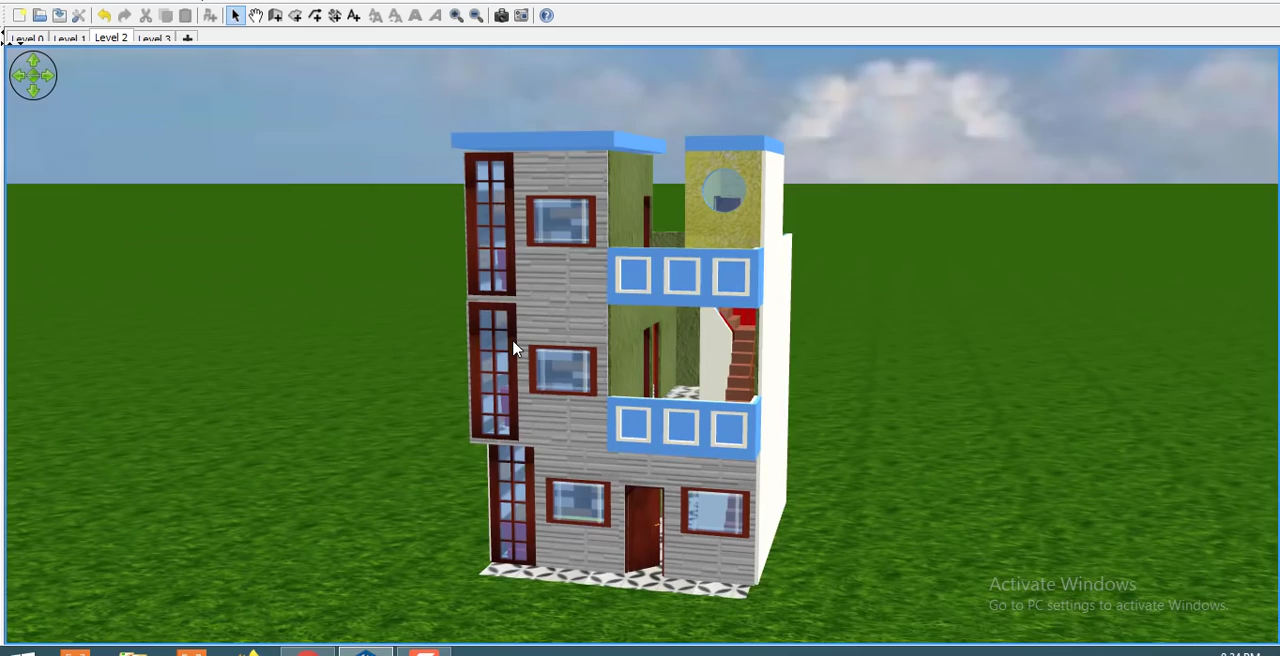 Level 0 Level 1 Level 2 Level 3
Activate Windows
Go to PC settings to activate Windows.